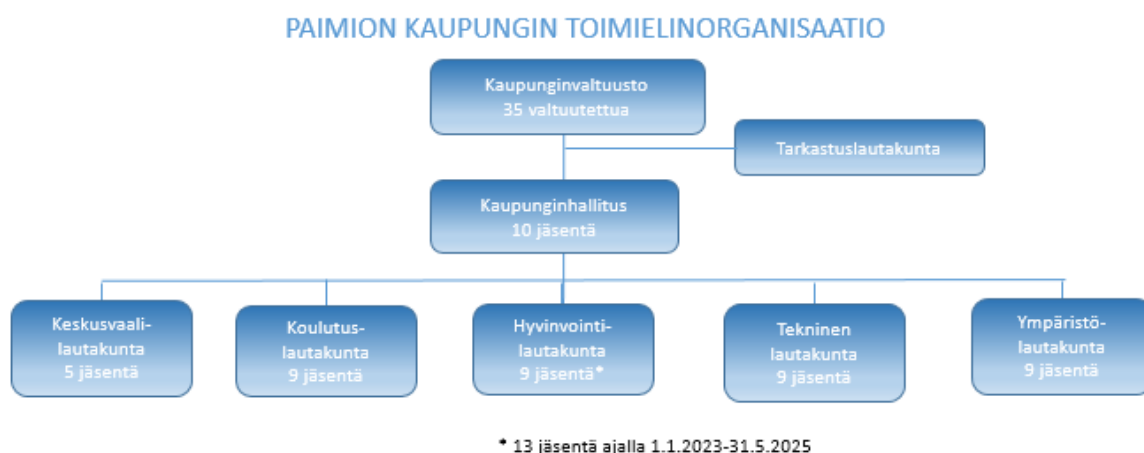 PAIMION KAUPUNGIN TOIMIELINORGANISAATIO
Kaupunginvaltuusto
35 valtuutettua
Tarkastuslautakunta
Kaupunginhallitus
10 jäsentä
Keskusvaali-
lautakunta
5 jäsentä
Koulutus-
lautakunta
9 jäsentä
Hyvinvointi-
lautakunta
9 jäsentä*
Tekninen
lautakunta
9 jäsentä
Ympäristö-
lautakunta
9 jäsentä
* 13 jäsentä ajalla 1.1.2023-31.5.2025